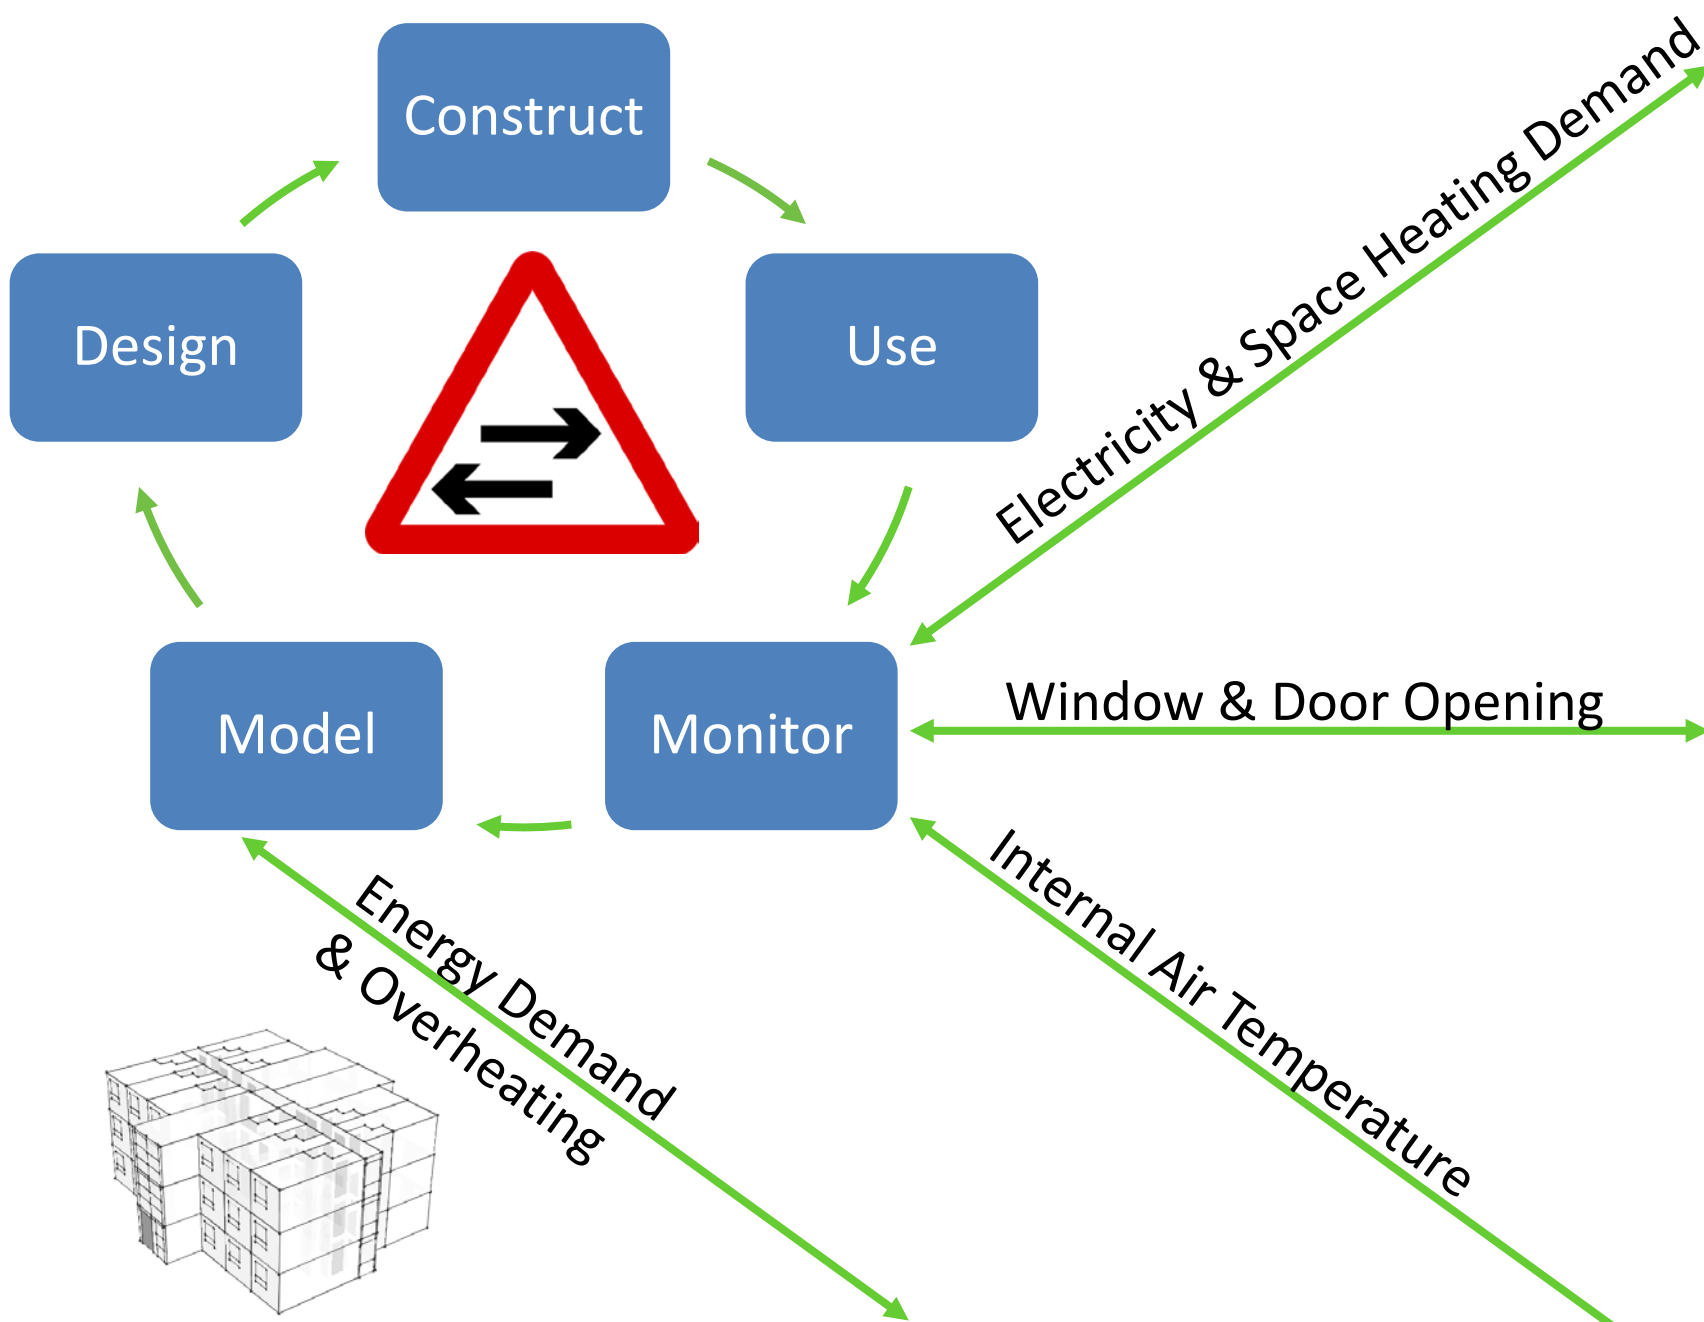 Construct
Design
Use
Electricity & Space Heating Demand
Model
Monitor
Window & Door Opening
Energy Demand
& Overheating
Internal Air Temperature